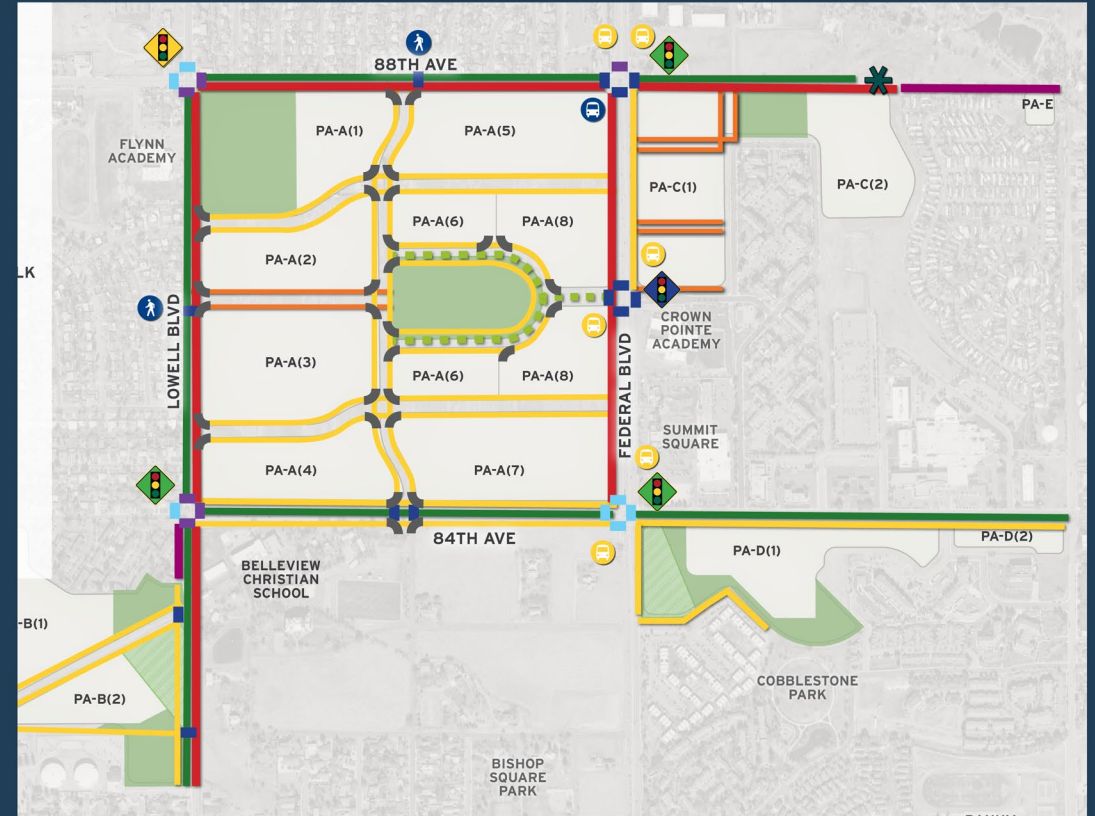 88TH AVE
PA-E
FLYNN
ACADEMY
PA-A(1)
PA-A(5)
PA-C(1)
PA-C(2)
PA-A(6)
PA-A(8)
PA-A(2)
LK
LOWELL BLVD
PA-A(3)
FEDERAL BLVD
CROWN
POINTE
ACADEMY
PA-A(6)
PA-A(8)
SUMMIT
SQUARE
PA-A(4)
PA-A(7)
84TH AVE
PA-D(1)
PA-D(2)
BELLEVIEW
CHRISTIAN
SCHOOL
-B(1)
PA-B(2)
COBBLESTONE
PARK
BISHOP
SQUARE
PARK